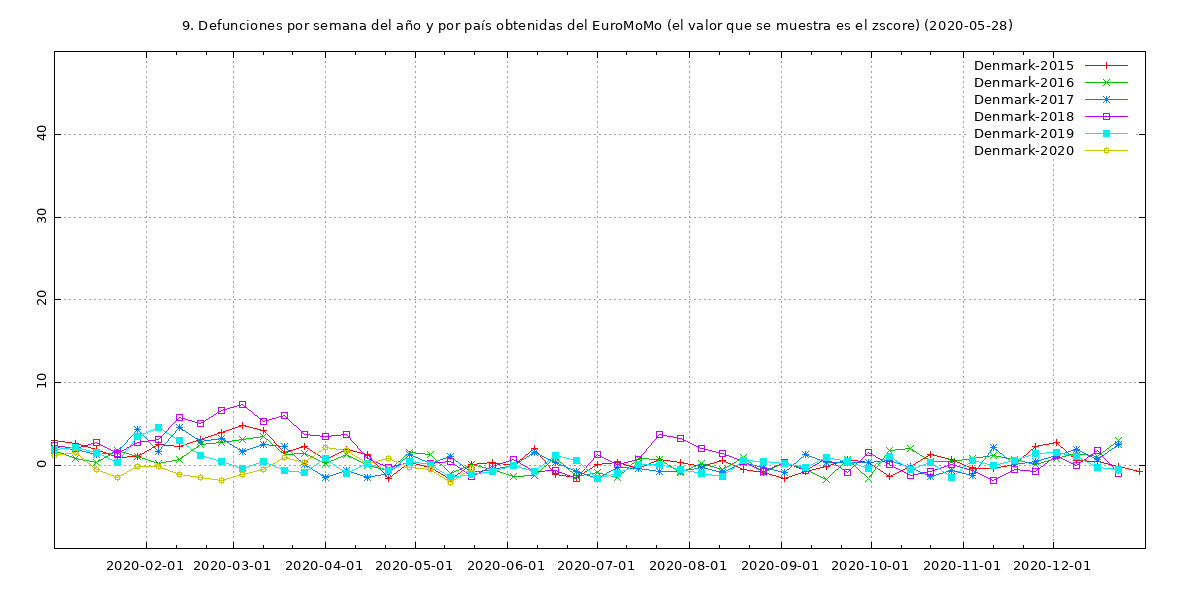 9. Defunciones por semana del año y por país obtenidas del EuroMoMo (el valor que se muestra es el zscore) (2020-05-28)
Denmark-2015
Denmark-2016
Denmark-2017
Denmark-2018
Denmark-2019
Denmark-2020
40
30
20
10
0
2020-02-01 2020-03-01 2020-04-01 2020-05-01 2020-06-01 2020-07-01 2020-08-01 2020-09-01 2020-10-01 2020-11-01 2020-12-01